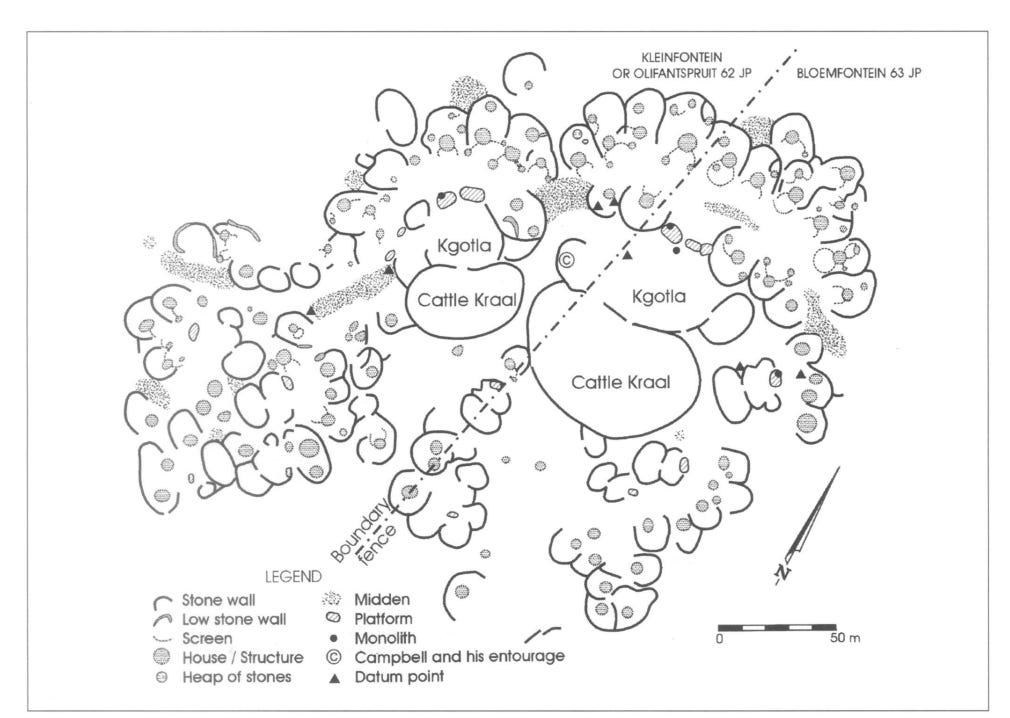 KLEINFONTEIN
OR OLIFANTSPRUIT 62 JP
BLOEMFONTEIN 63 JP
Kgotla
Cattle Kraal
C
Kgotla
Cattle Kraal
Boundary
fence
N
LEGEND
Stone wall
Low stone wall
Screen
House / Structure
Heap of stones
Midden
Platform
Monolith
C Campbell and his entourage
Datum point
0 50 m